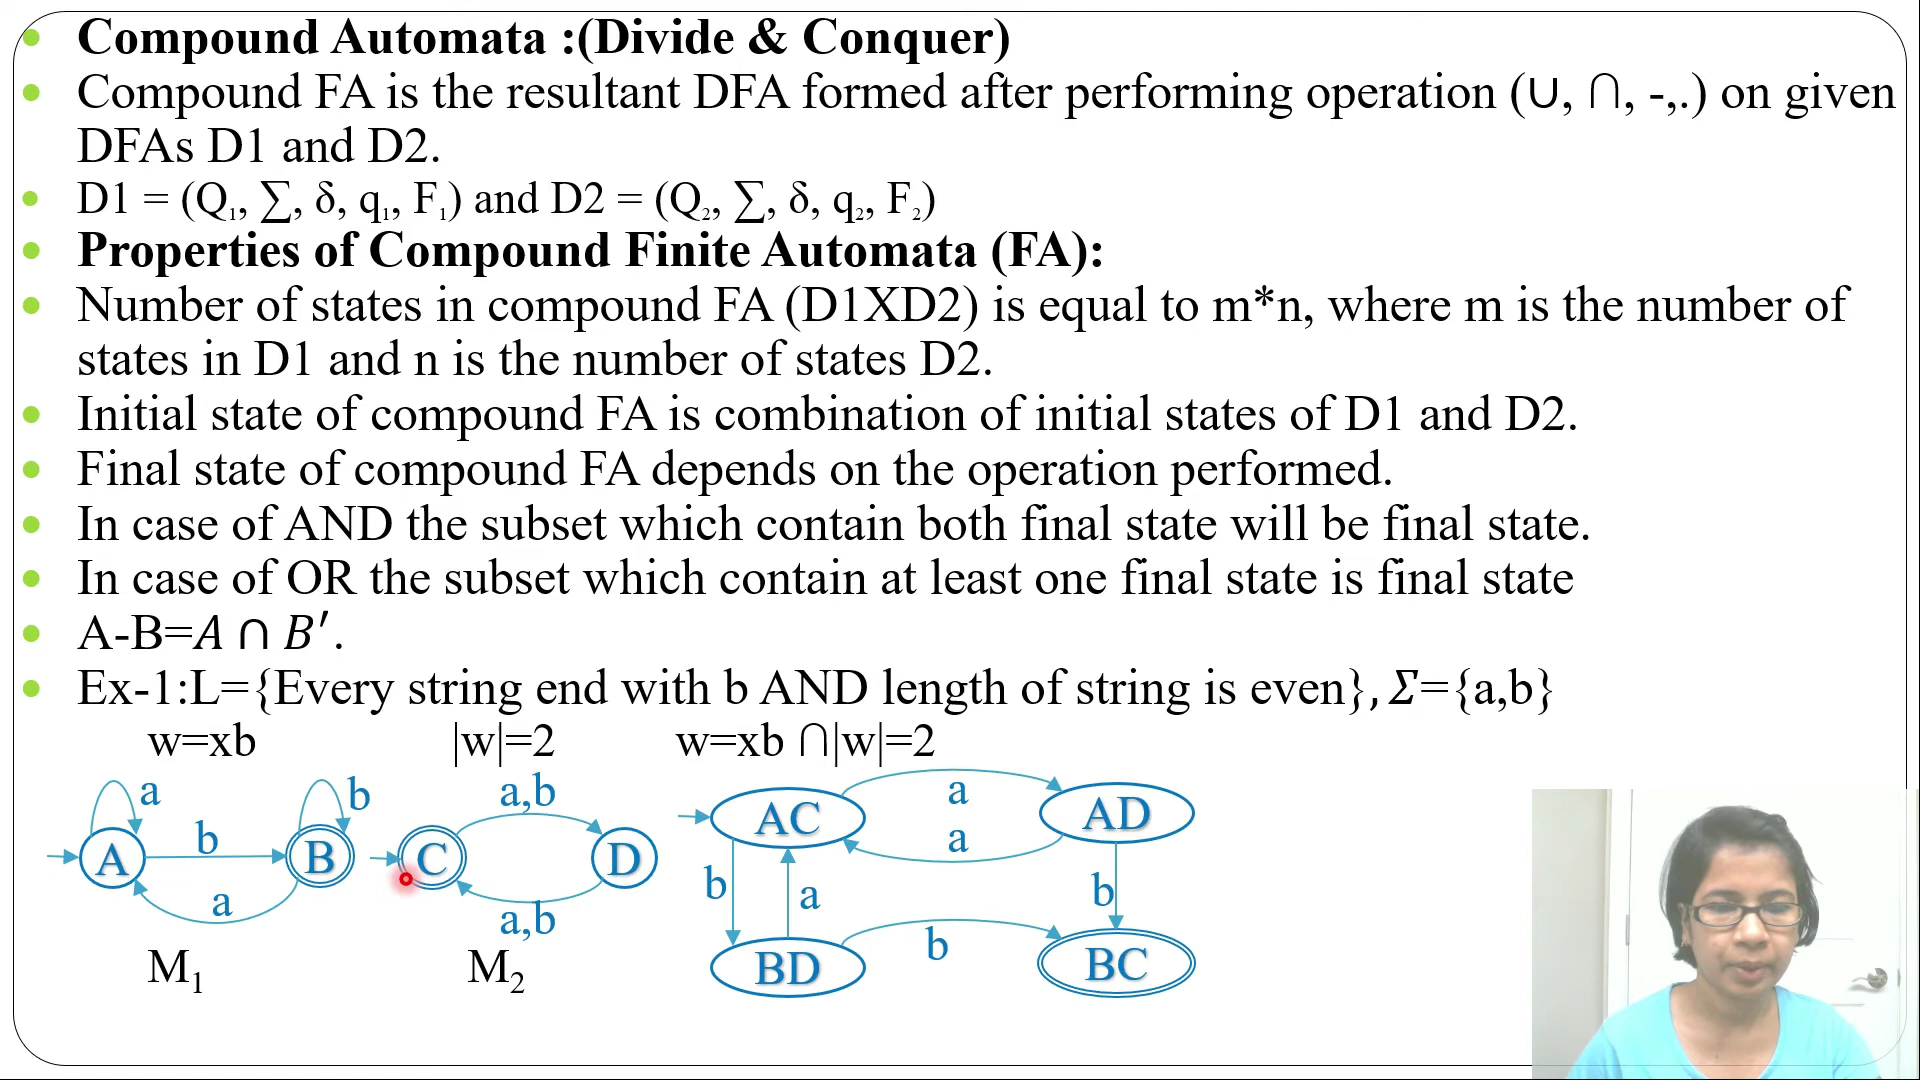 Compound Automata :(Divide & Conquer)
Compound FA is the resultant DFA formed after performing operation (∪, ∩, -,.) on given
DFAs D1 and D2.
D1 = (Q₁, ∑, δ, q₁, F₁) and D2 = (Q₂, ∑, δ, q₂, F₂)
Properties of Compound Finite Automata (FA):
Number of states in compound FA (D1XD2) is equal to m*n, where m is the number of
states in D1 and n is the number of states D2.
Initial state of compound FA is combination of initial states of D1 and D2.
Final state of compound FA depends on the operation performed.
In case of AND the subset which contain both final state will be final state.
In case of OR the subset which contain at least one final state is final state
A-B=A ∩ B′.
Ex-1:L={Every string end with b AND length of string is even}, Σ={a,b}
w=xb |w|=2 w=xb ∩|w|=2
a b a,b a
A b B C D AC a AD
a a,b b a b
b
M₁ M₂ BD BC